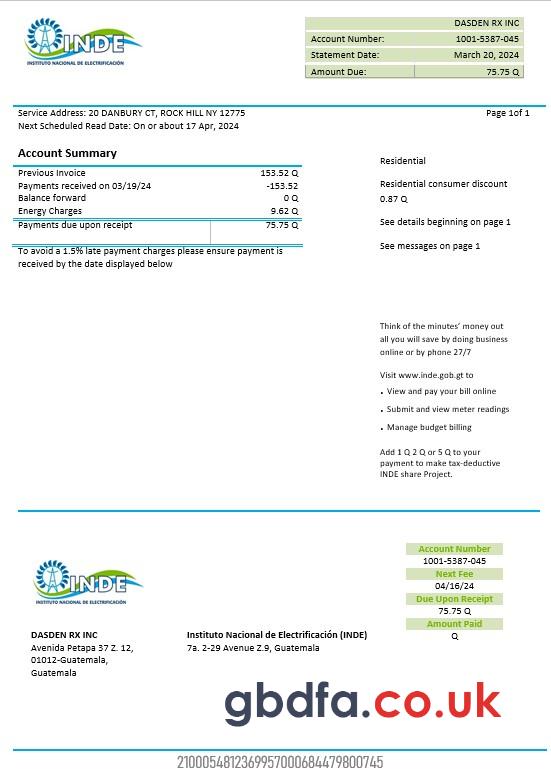 INDE
INSTITUTO NACIONAL DE ELECTRIFICACIÓN
DASDEN RX INC
Account Number: 1001-5387-045
Statement Date: March 20, 2024
Amount Due: 75.75 Q
Service Address: 20 DANBURY CT, ROCK HILL NY 12775
Page 1of 1
Next Scheduled Read Date: On or about 17 Apr, 2024
Account Summary
Previous Invoice 153.52 Q
Payments received on 03/19/24 -153.52
Balance forward 0 Q
Energy Charges 9.62 Q
Payments due upon receipt 75.75 Q
To avoid a 1.5% late payment charges please ensure payment is
received by the date displayed below
Residential
Residential consumer discount
0.87 Q
See details beginning on page 1
See messages on page 1
Think of the minutes’ money out
all you will save by doing business
online or by phone 27/7
Visit www.inde.gob.gt to
• View and pay your bill online
• Submit and view meter readings
• Manage budget billing
Add 1 Q 2 Q or 5 Q to your
payment to make tax-deductive
INDE share Project.
INDE
INSTITUTO NACIONAL DE ELECTRIFICACIÓN
Account Number
1001-5387-045
Next Fee
04/16/24
Due Upon Receipt
75.75 Q
Amount Paid
Q
DASDEN RX INC
Avenida Petapa 37 Z. 12,
01012-Guatemala,
Guatemala
Instituto Nacional de Electrificación (INDE)
7a. 2-29 Avenue Z.9, Guatemala
gbdfa.co.uk
2100054812369957000684479800745